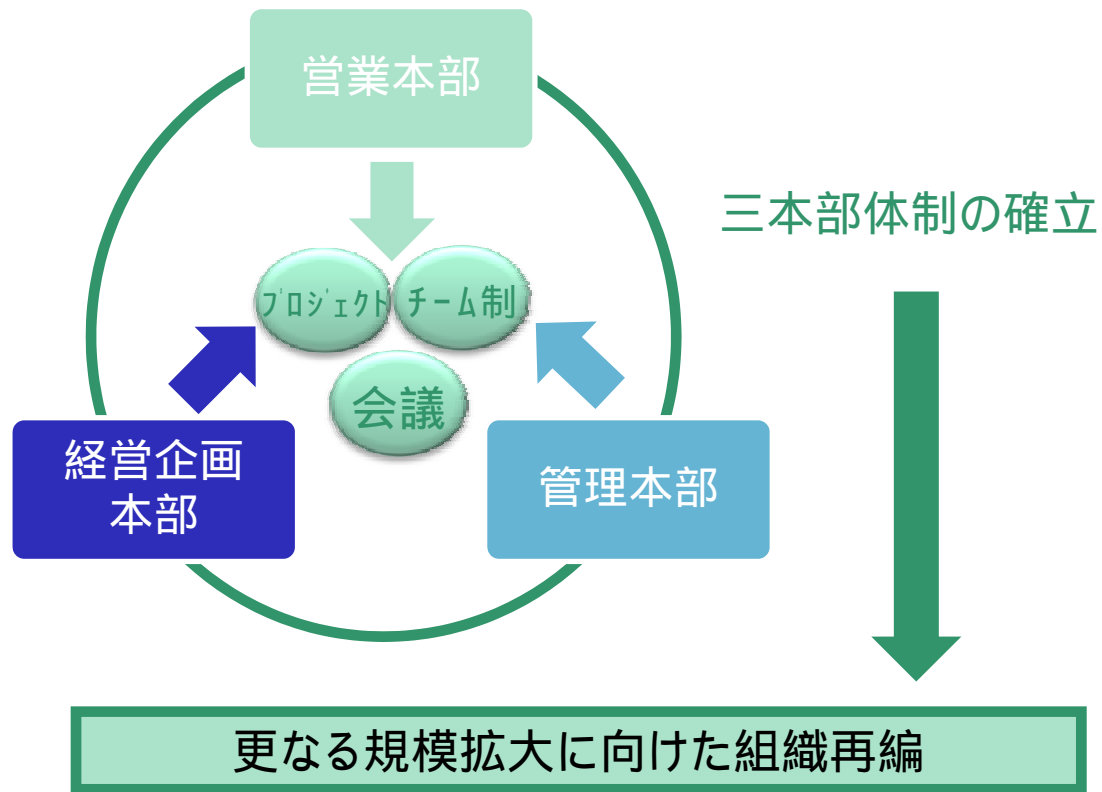 営業本部
三本部体制の確立
ﾌﾟﾛｼﾞｪｸﾄ
ﾁｰﾑ制
会議
経営企画
本部
管理本部
更なる規模拡大に向けた組織再編